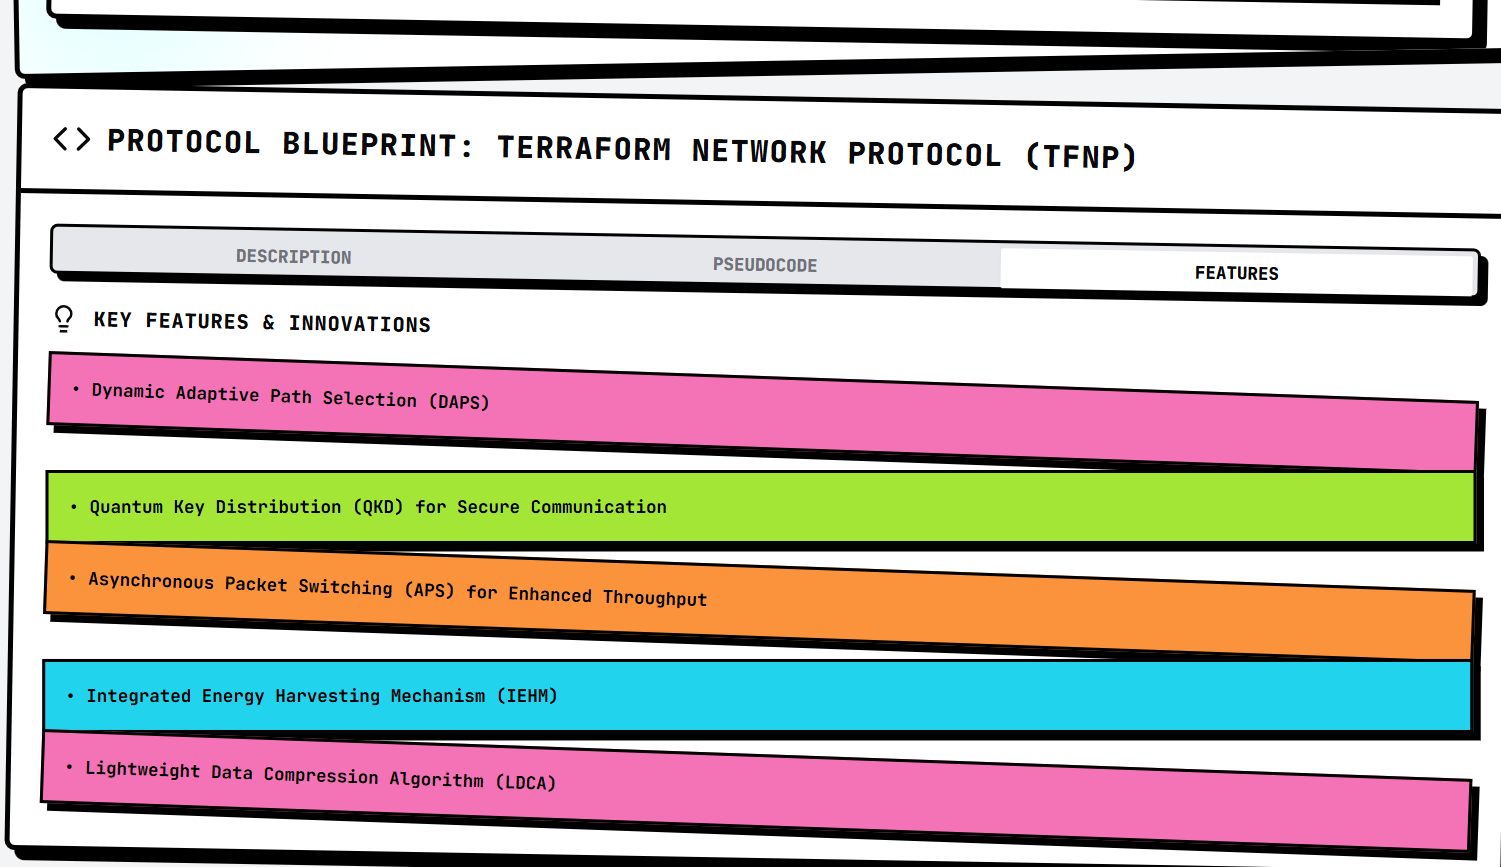 PROTOCOL BLUEPRINT: TERRAFORM NETWORK PROTOCOL (TFNP)
DESCRIPTION
PSEUDOCODE
FEATURES
KEY FEATURES & INNOVATIONS
• Dynamic Adaptive Path Selection (DAPS)
• Quantum Key Distribution (QKD) for Secure Communication
• Asynchronous Packet Switching (APS) for Enhanced Throughput
• Integrated Energy Harvesting Mechanism (IEHM)
• Lightweight Data Compression Algorithm (LDCA)